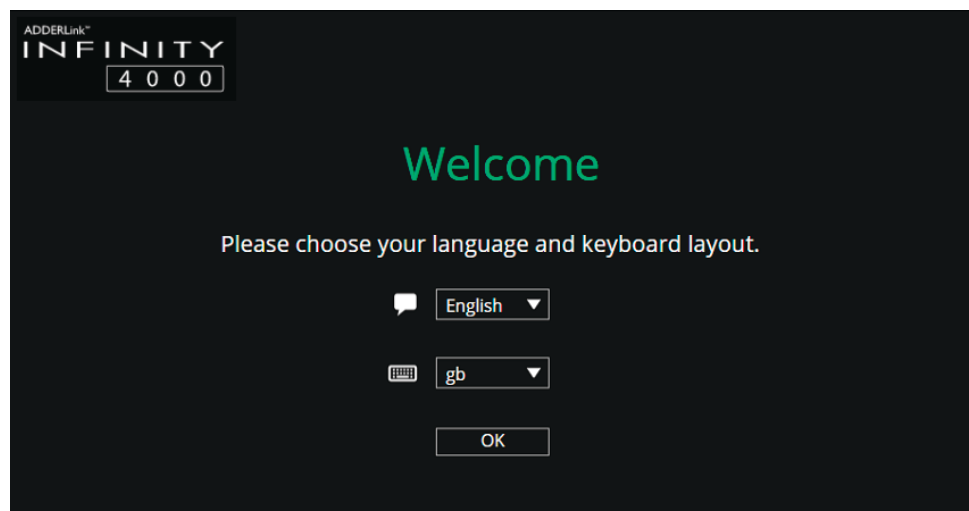 ADDERLink™
INFINITY
4000
Welcome
Please choose your language and keyboard layout.
English
gb
OK